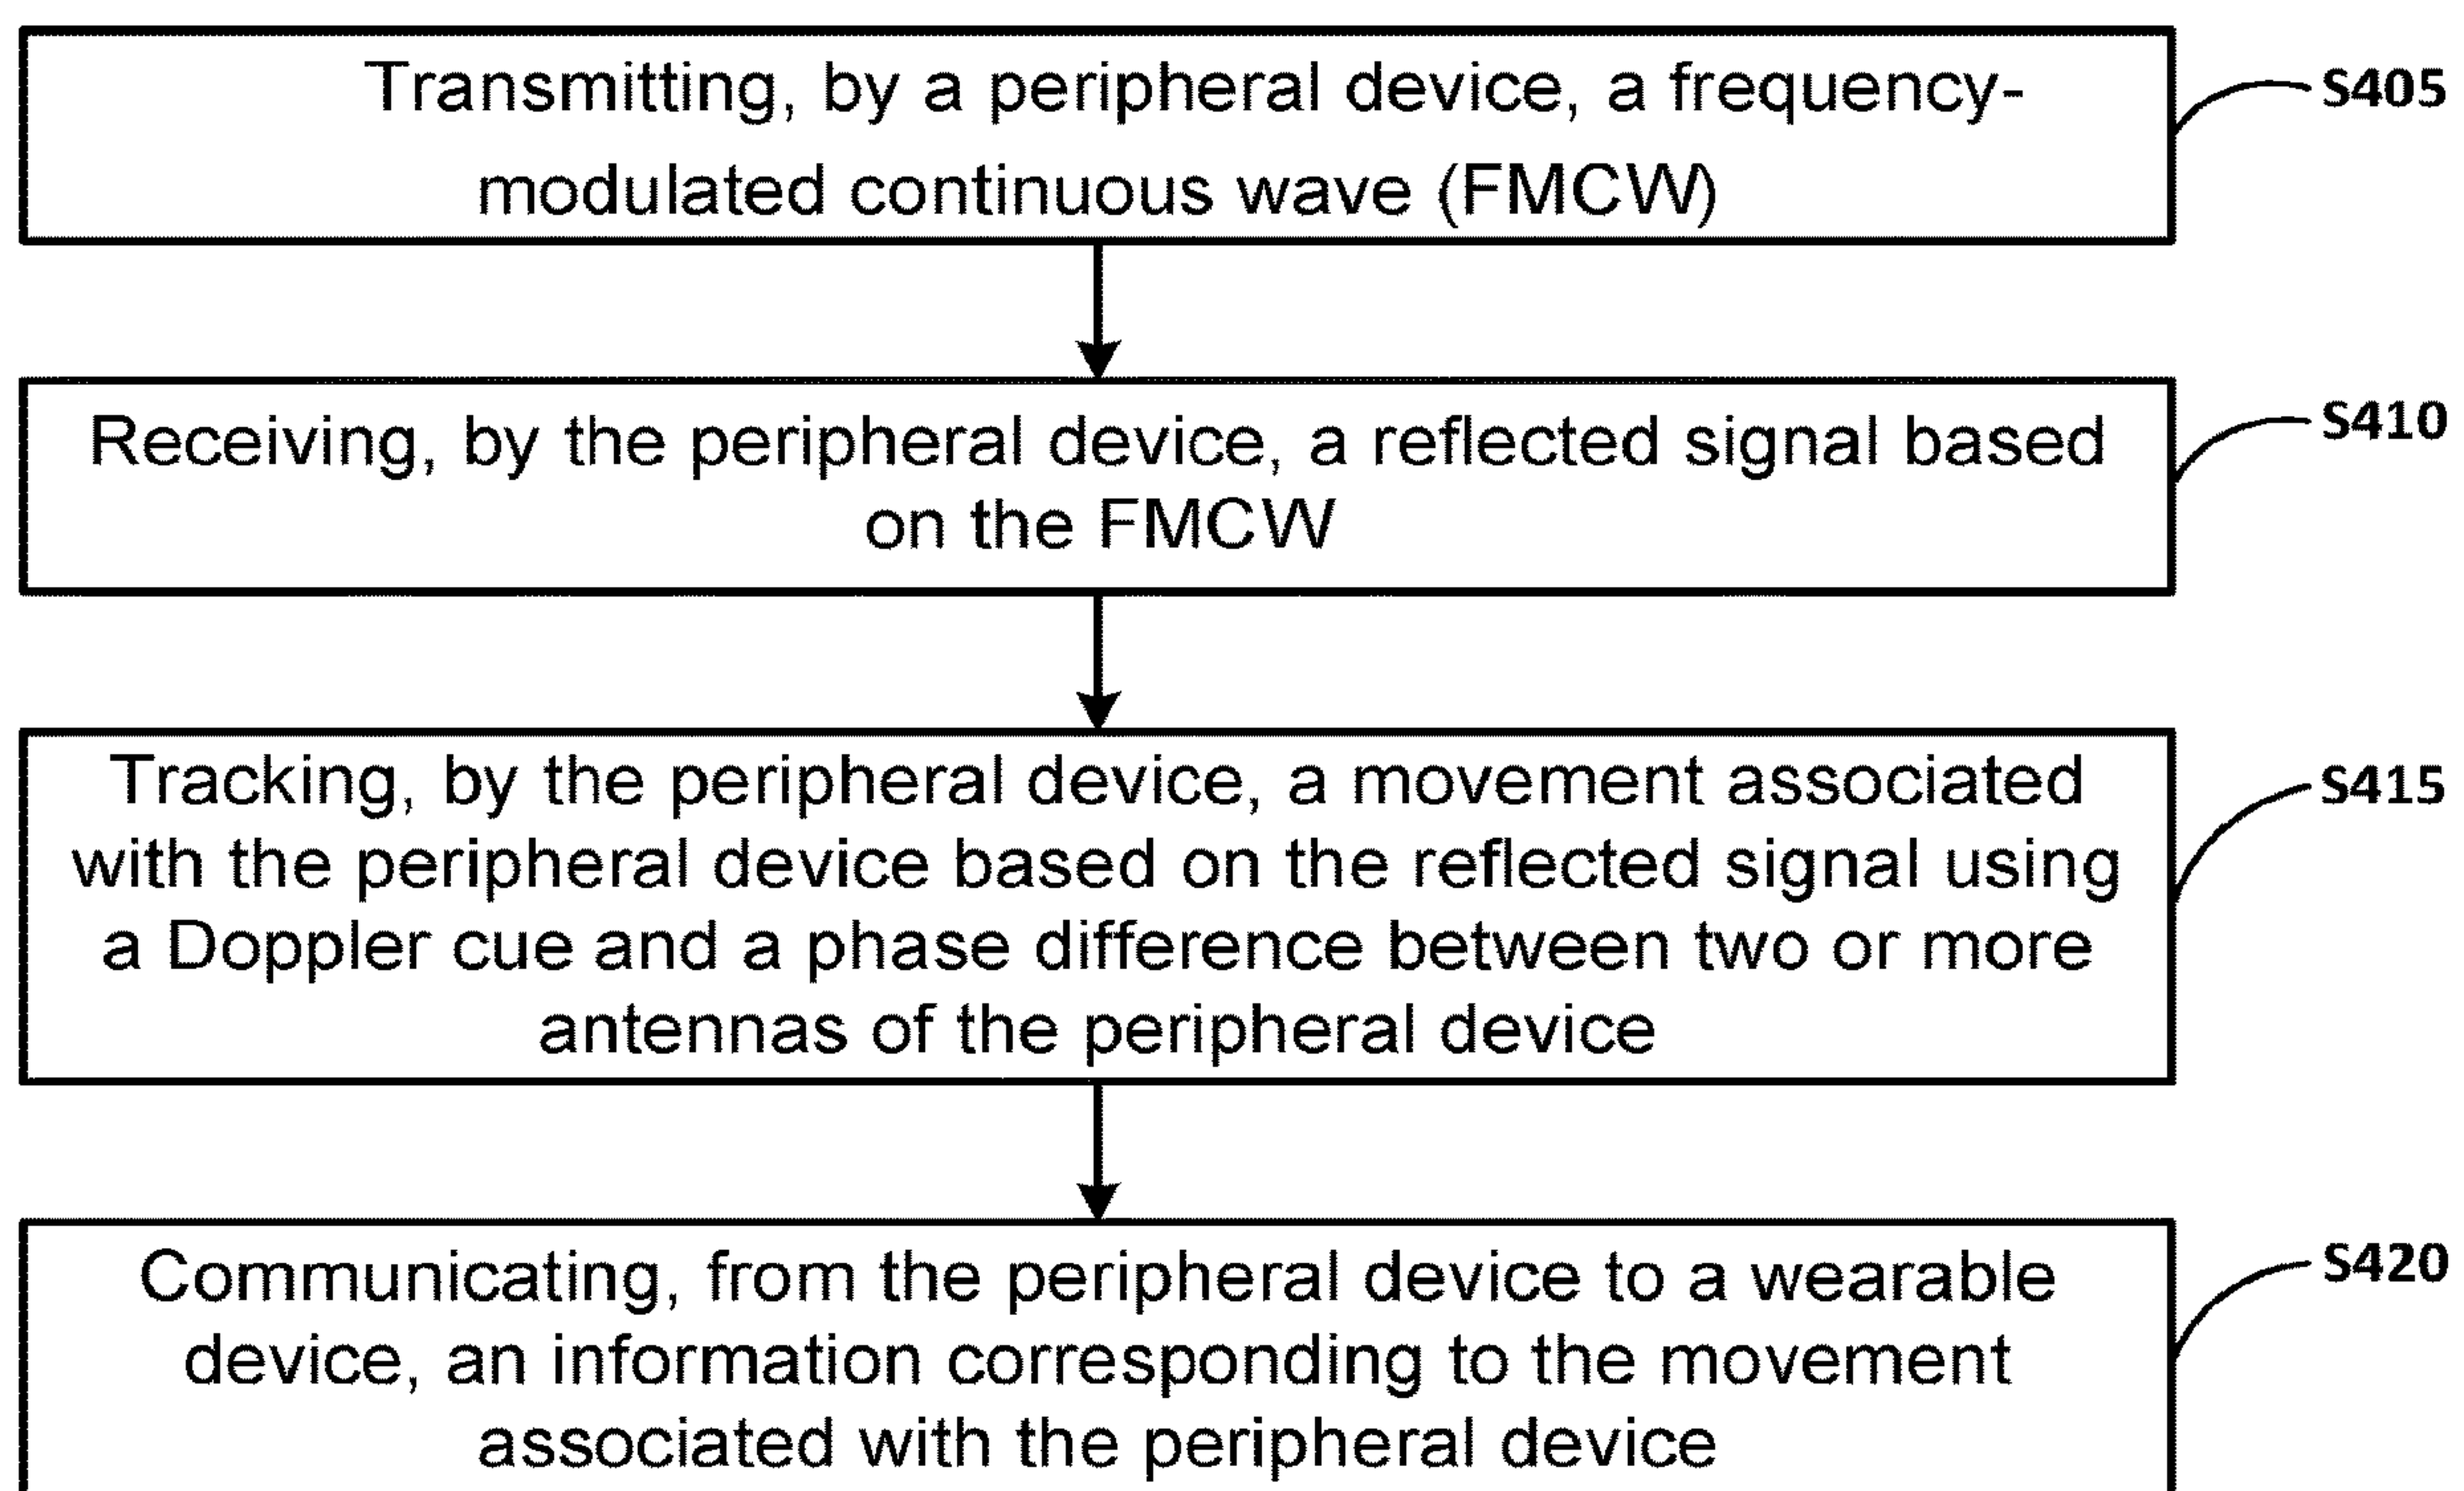 Transmitting, by a peripheral device, a frequency-
modulated continuous wave (FMCW)
S405
Receiving, by the peripheral device, a reflected signal based
on the FMCW
S410
Tracking, by the peripheral device, a movement associated
with the peripheral device based on the reflected signal using
a Doppler cue and a phase difference between two or more
antennas of the peripheral device
S415
Communicating, from the peripheral device to a wearable
device, an information corresponding to the movement
associated with the peripheral device
S420